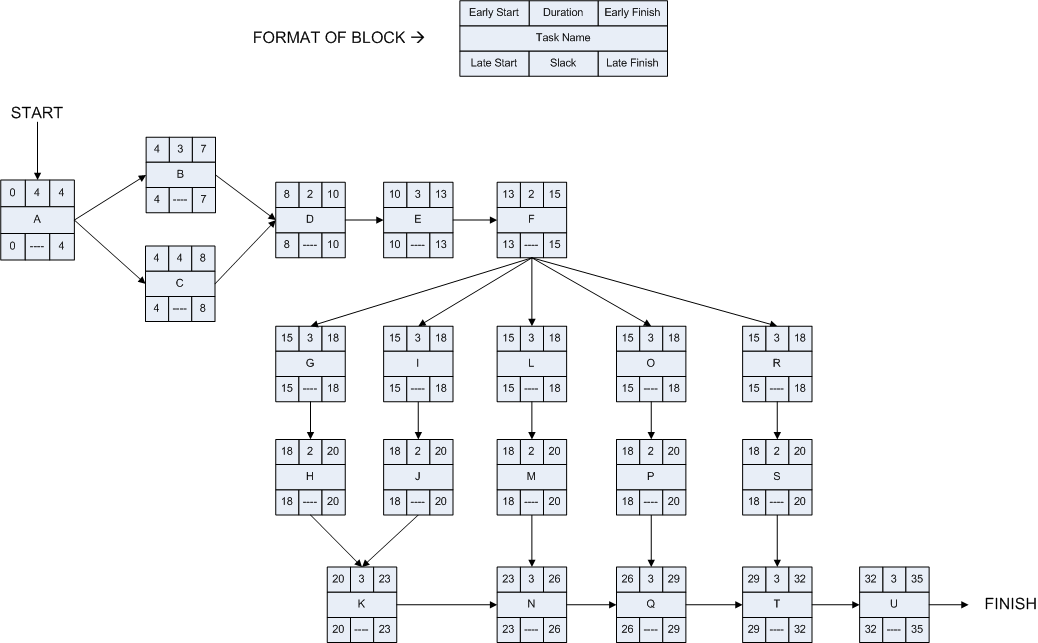 Early Start Duration Early Finish
FORMAT OF BLOCK → Task Name
Late Start Slack Late Finish
START
4 3 7
B
4 ---- 7
0 4 4
A
0 ---- 4
4 4 8
C
4 ---- 8
8 2 10
D
8 ---- 10
10 3 13
E
10 ---- 13
13 2 15
F
13 ---- 15
15 3 18
G
15 ---- 18
15 3 18
I
15 ---- 18
15 3 18
L
15 ---- 18
15 3 18
O
15 ---- 18
15 3 18
R
15 ---- 18
18 2 20
H
18 ---- 20
18 2 20
J
18 ---- 20
18 2 20
M
18 ---- 20
18 2 20
P
18 ---- 20
18 2 20
S
18 ---- 20
20 3 23
K
20 ---- 23
23 3 26
N
23 ---- 26
26 3 29
Q
26 ---- 29
29 3 32
T
29 ---- 32
32 3 35
U
32 ---- 35
FINISH